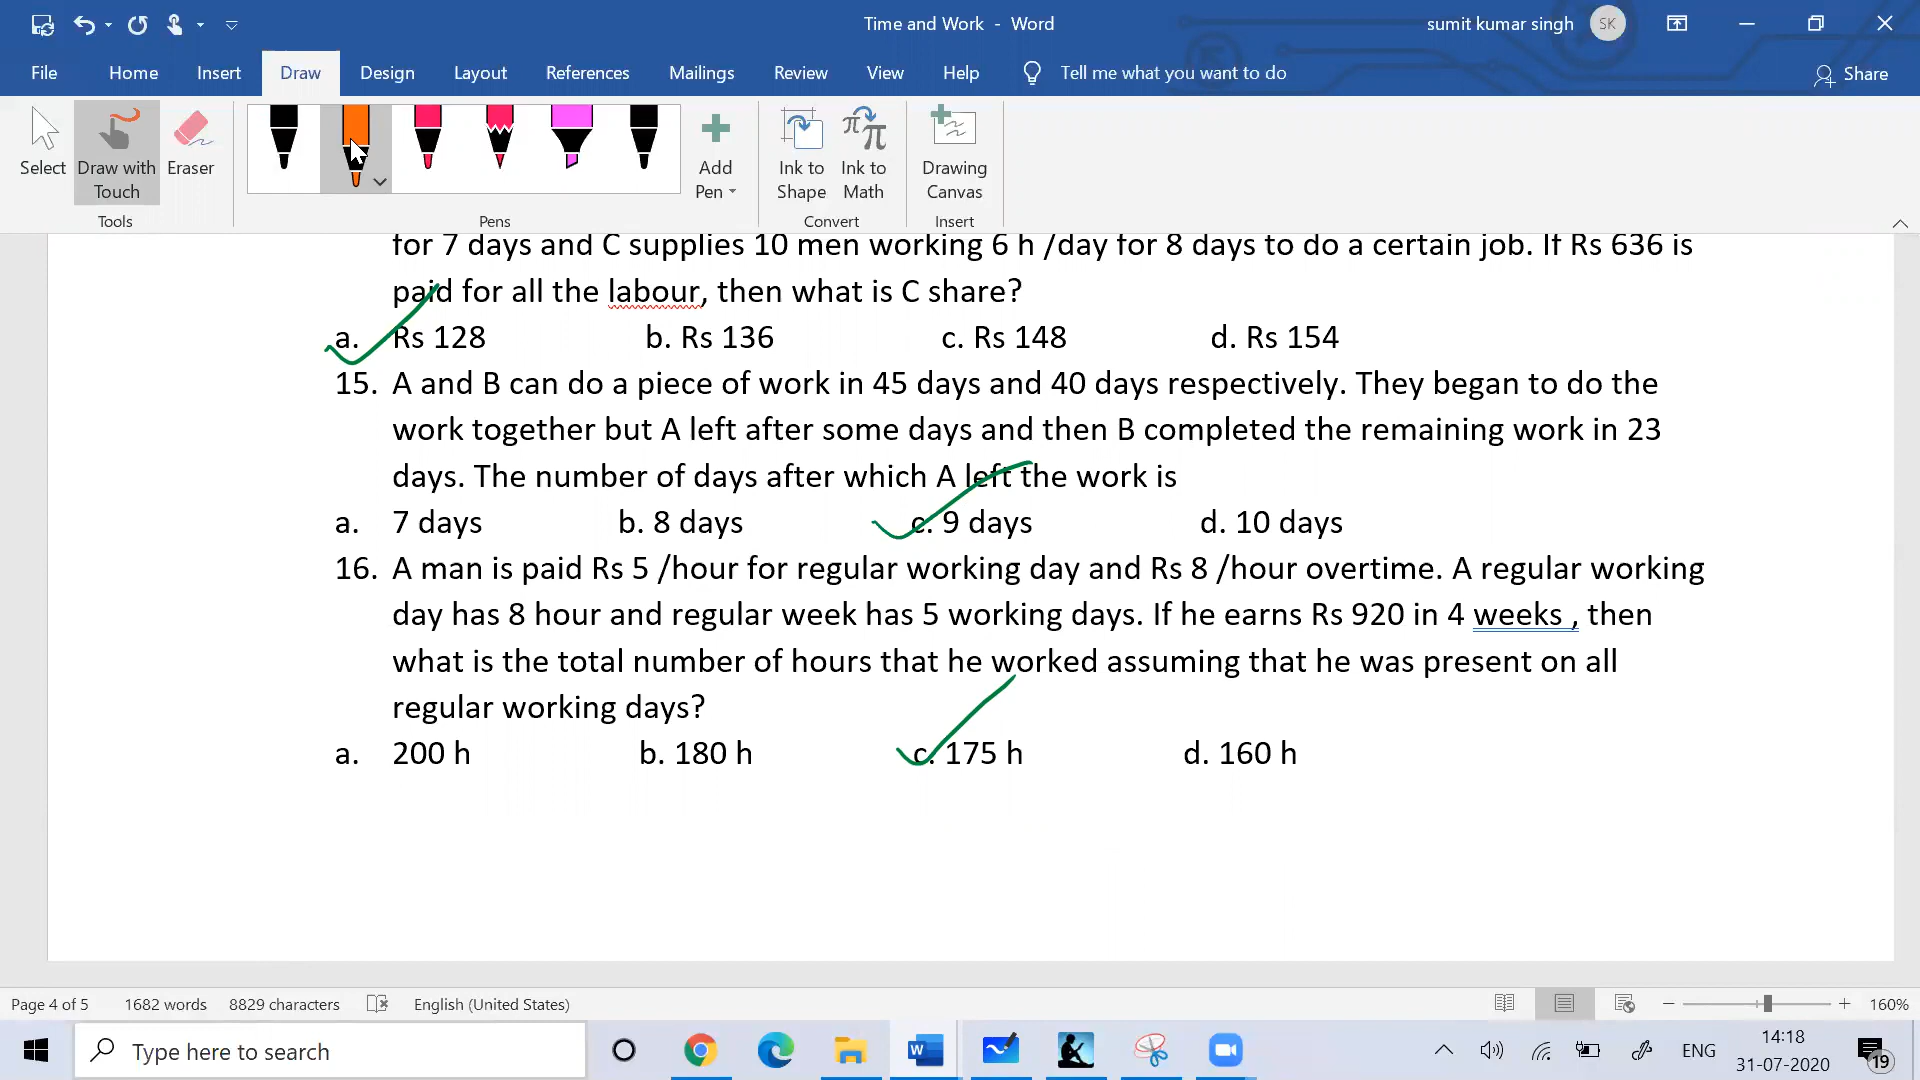 Time and Work - Word
sumit kumar singh SK
File Home Insert Draw Design Layout References Mailings Review View Help Tell me what you want to do Share
Select Draw with Touch Eraser Add Pen Ink to Shape Ink to Math Drawing Canvas
Tools Pens Convert Insert
for 7 days and C supplies 10 men working 6 h /day for 8 days to do a certain job. If Rs 636 is
paid for all the labour, then what is C share?
a. Rs 128 b. Rs 136 c. Rs 148 d. Rs 154
15. A and B can do a piece of work in 45 days and 40 days respectively. They began to do the
work together but A left after some days and then B completed the remaining work in 23
days. The number of days after which A left the work is
a. 7 days b. 8 days c. 9 days d. 10 days
16. A man is paid Rs 5 /hour for regular working day and Rs 8 /hour overtime. A regular working
day has 8 hour and regular week has 5 working days. If he earns Rs 920 in 4 weeks , then
what is the total number of hours that he worked assuming that he was present on all
regular working days?
a. 200 h b. 180 h c. 175 h d. 160 h
Page 4 of 5 1682 words 8829 characters English (United States) 160%
Type here to search ENG 14:18
31-07-2020 19